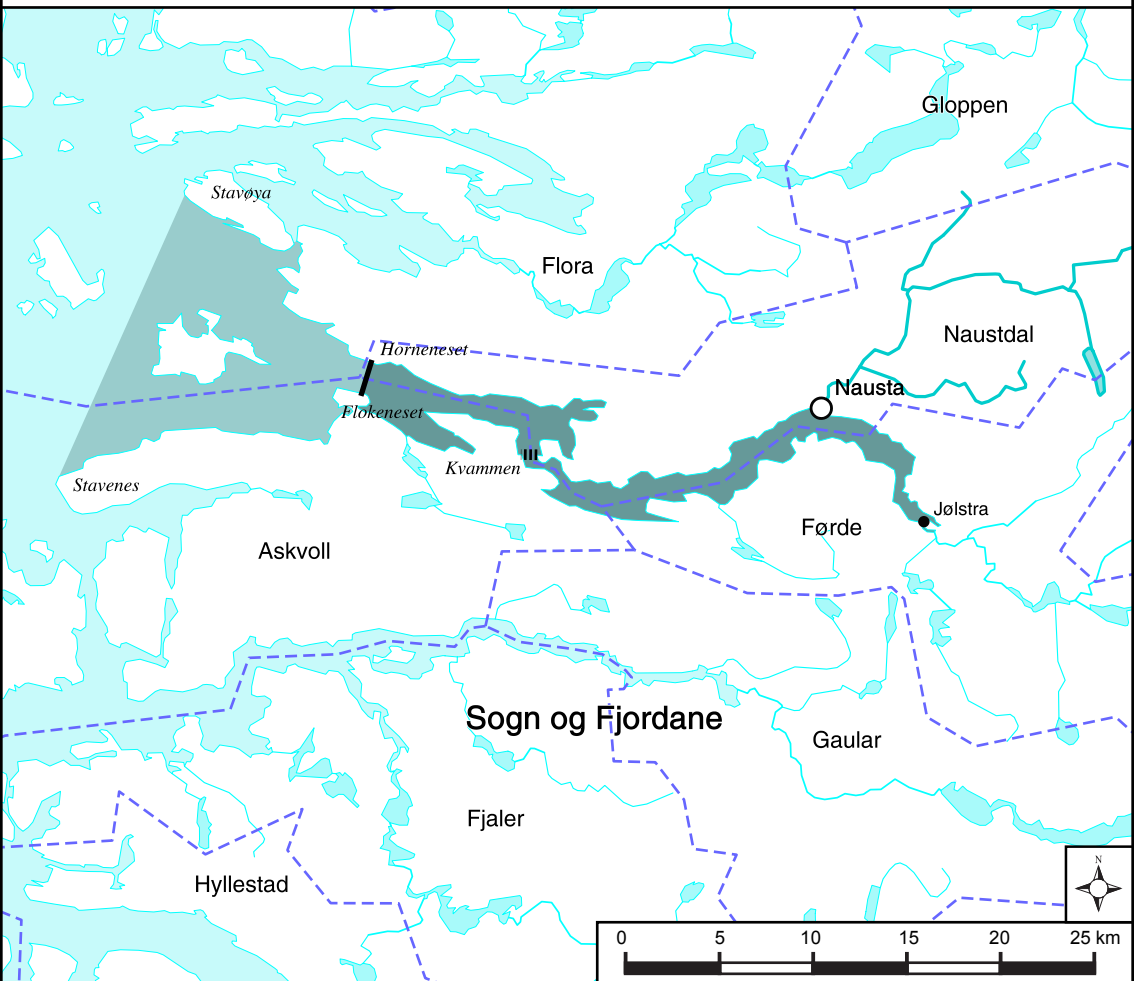 Gloppen
Stavøya
Flora
Naustdal
Horneneset
Nausta
Flokeneset
Kvammen
Stavenes
Jølstra
Førde
Askvoll
Sogn og Fjordane
Gaular
Fjaler
Hyllestad
N
0 5 10 15 20 25 km